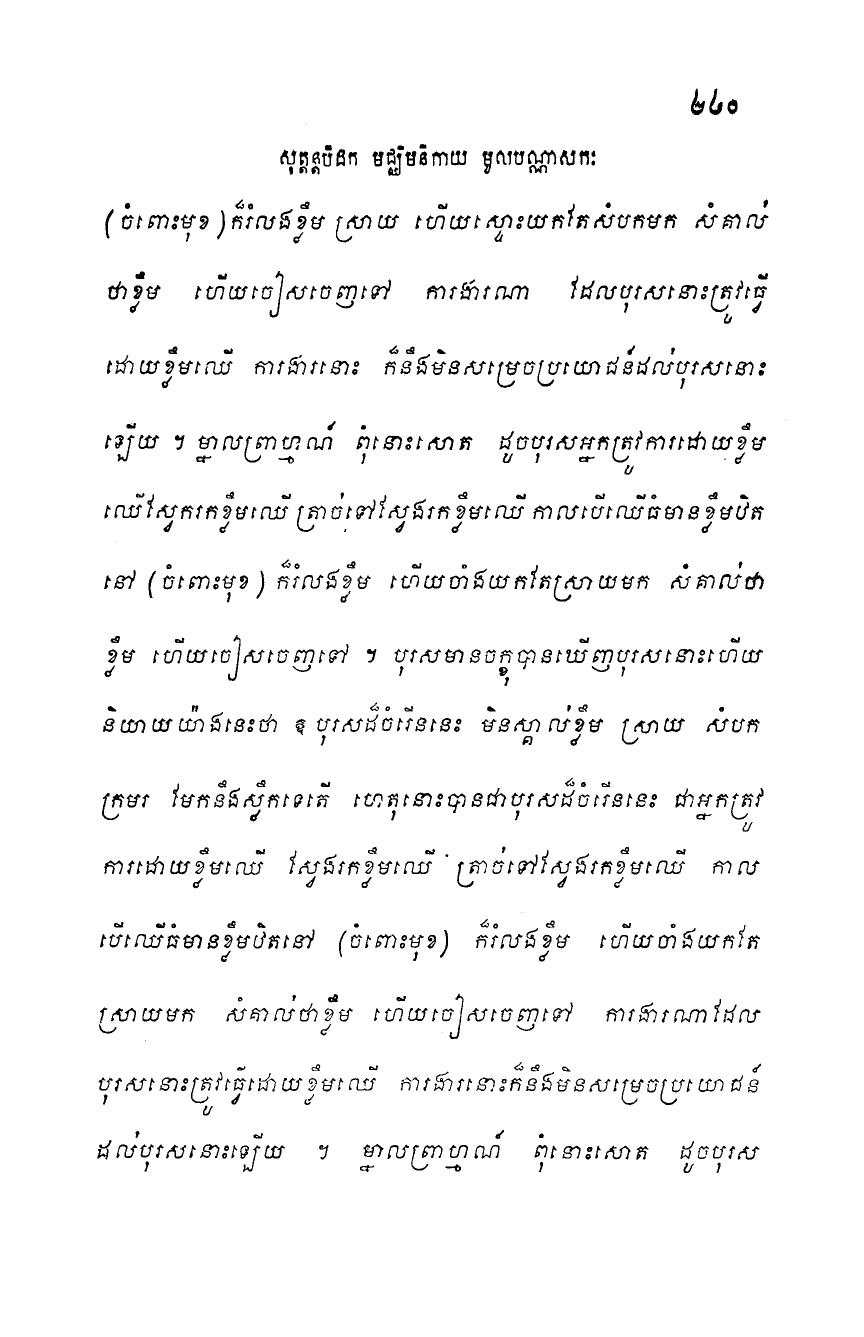 ២៤០
សុត្តន្តបិដក មជ្ឈិមនិកាយ មូលបណ្ណាសកៈ
(ចំពោះមុខ) ក៏រំលងខ្លឹម ស្រាយ ហើយស្ទុះយកតែសំបកមក សំគាល់
ថាខ្លឹម ហើយចៀសចេញទៅ ការងារណា ដែលបុរសនោះត្រូវធ្វើ
ដោយខ្លឹមឈើ ការងារនោះ ក៏នឹងមិនសម្រេចប្រយោជន៍ដល់បុរសនោះ
ឡើយ ។ ម្នាលព្រាហ្មណ៍ ពុំនោះសោត ដូចបុរសអ្នកត្រូវការដោយខ្លឹម
ឈើស្វែករកខ្លឹមឈើ ត្រាច់ទៅស្វែងរកខ្លឹមឈើ កាលបើឈើធំមានខ្លឹមឋិត
នៅ (ចំពោះមុខ) ក៏រំលងខ្លឹម ហើយចាំងយកតែស្រាយមក សំគាល់ថា
ខ្លឹម ហើយចៀសចេញទៅ ។ បុរសមានចក្ខុបានឃើញបុរសនោះហើយ
និយាយយ៉ាងនេះថា ឱ បុរសដ៏ចំរើននេះ មិនស្គាល់ខ្លឹម ស្រាយ សំបក
ក្រមរ មែកនឹងស្លឹកទេតើ ហេតុនោះបានជាបុរសដ៏ចំរើននេះ ជាអ្នកត្រូវ
ការដោយខ្លឹមឈើ ស្វែងរកខ្លឹមឈើ ត្រាច់ទៅស្វែងរកខ្លឹមឈើ កាល
បើឈើធំមានខ្លឹមឋិតនៅ (ចំពោះមុខ) ក៏រំលងខ្លឹម ហើយចាំងយកតែ
ស្រាយមក សំគាល់ថាខ្លឹម ហើយចៀសចេញទៅ ការងារណាដែល
បុរសនោះត្រូវធ្វើដោយខ្លឹមឈើ ការងារនោះក៏នឹងមិនសម្រេចប្រយោជន៍
ដល់បុរសនោះឡើយ ។ ម្នាលព្រាហ្មណ៍ ពុំនោះសោត ដូចបុរស